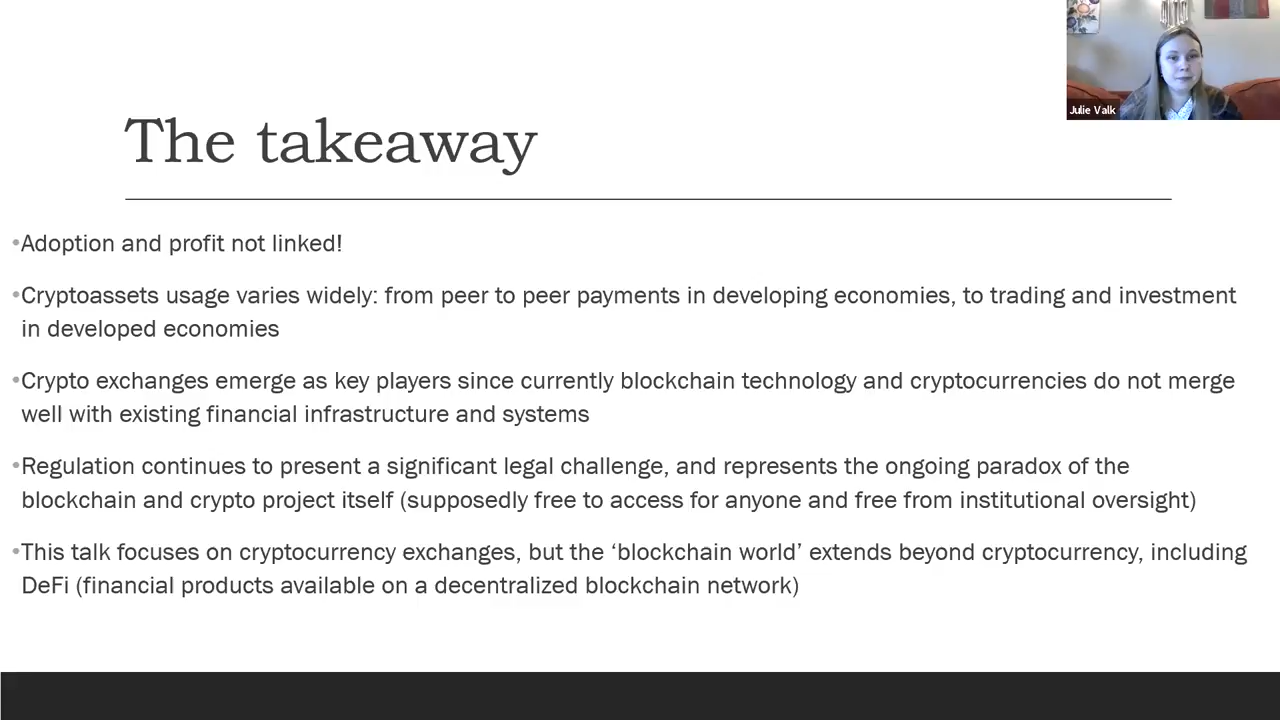 Julie Valk
The takeaway
•Adoption and profit not linked!
•Cryptoassets usage varies widely: from peer to peer payments in developing economies, to trading and investment
in developed economies
•Crypto exchanges emerge as key players since currently blockchain technology and cryptocurrencies do not merge
well with existing financial infrastructure and systems
•Regulation continues to present a significant legal challenge, and represents the ongoing paradox of the
blockchain and crypto project itself (supposedly free to access for anyone and free from institutional oversight)
•This talk focuses on cryptocurrency exchanges, but the ‘blockchain world’ extends beyond cryptocurrency, including
DeFi (financial products available on a decentralized blockchain network)